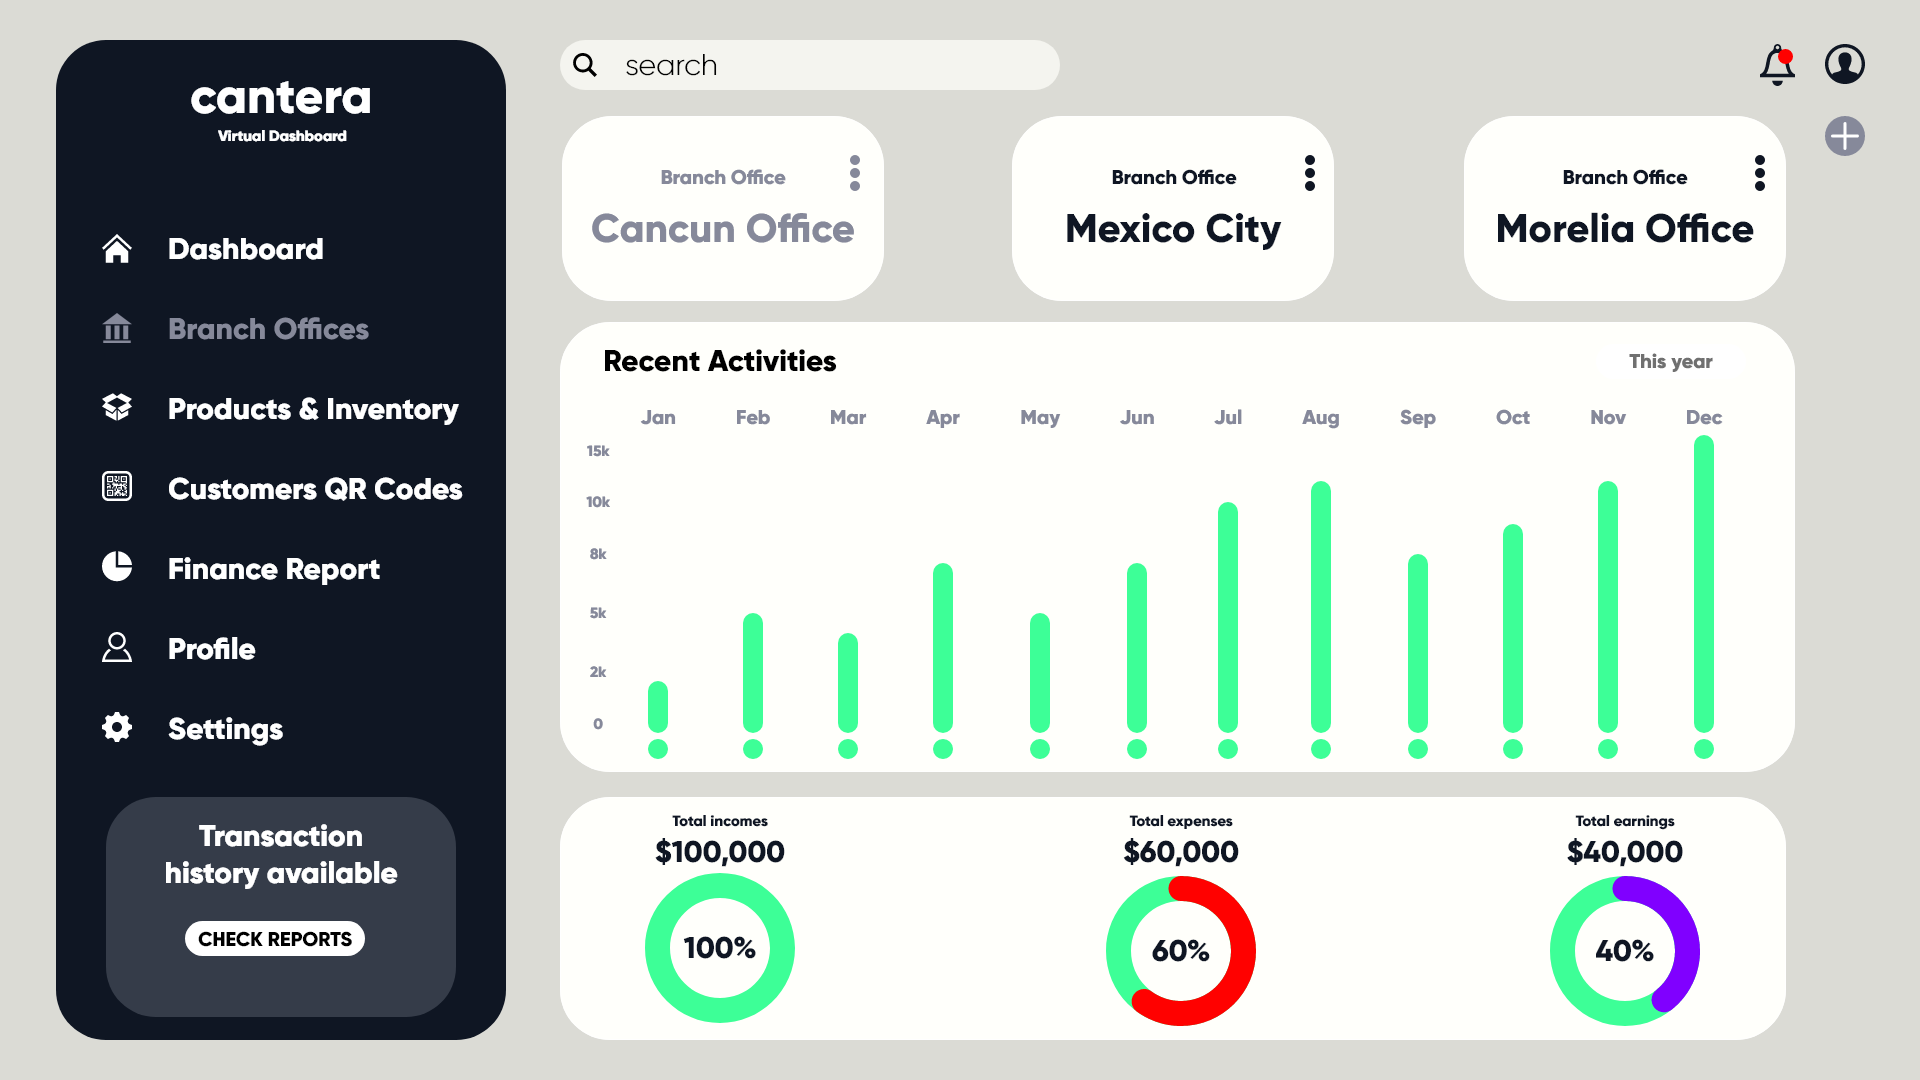 cantera
Virtual Dashboard
Dashboard
Branch Offices
Products & Inventory
Customers QR Codes
Finance Report
Profile
Settings
Transaction
history available
CHECK REPORTS
search
Branch Office
Cancun Office
Branch Office
Mexico City
Branch Office
Morelia Office
Recent Activities
This year
Jan Feb Mar Apr May Jun Jul Aug Sep Oct Nov Dec
15k
10k
8k
5k
2k
0
Total incomes
$100,000
100%
Total expenses
$60,000
60%
Total earnings
$40,000
40%